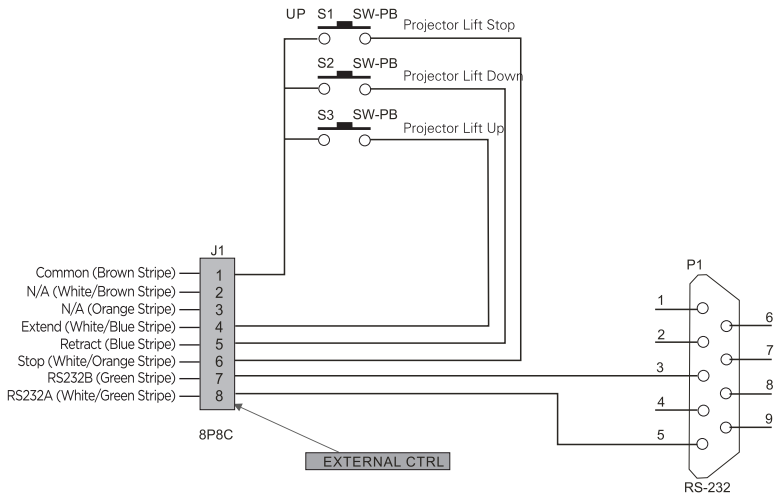 UP S1 SW-PB
Projector Lift Stop
S2 SW-PB
Projector Lift Down
S3 SW-PB
Projector Lift Up
J1
Common (Brown Stripe) 1
N/A (White/Brown Stripe) 2
N/A (Orange Stripe) 3
Extend (White/Blue Stripe) 4
Retract (Blue Stripe) 5
Stop (White/Orange Stripe) 6
RS232B (Green Stripe) 7
RS232A (White/Green Stripe) 8
8P8C
EXTERNAL CTRL
P1
1
6
2
7
3
8
4
9
5
RS-232